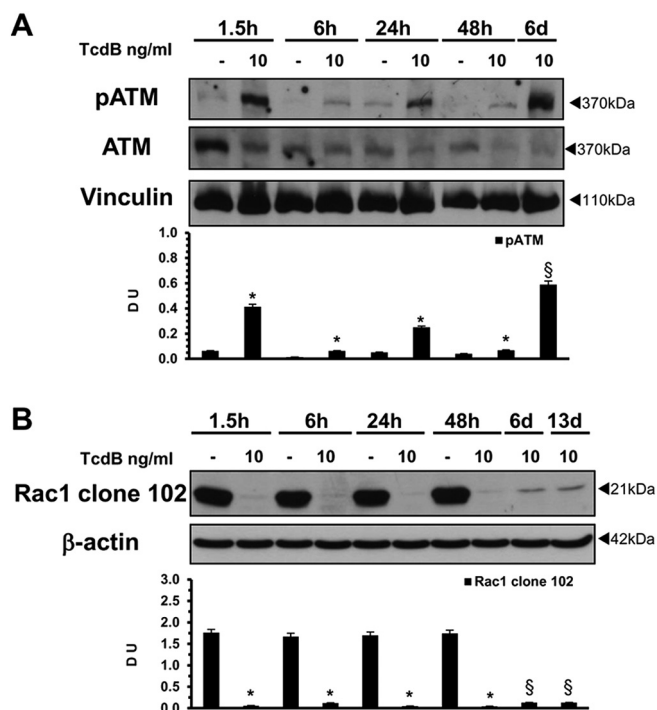 A
1.5h 6h 24h 48h 6d
TcdB ng/ml - 10 - 10 - 10 - 10 10
pATM ◄370kDa
ATM ◄370kDa
Vinculin ◄110kDa
■ pATM
1.0
0.8
0.6
0.4
0.2
0.0
D U
* * * * §
B
1.5h 6h 24h 48h 6d 13d
TcdB ng/ml - 10 - 10 - 10 - 10 10 10
Rac1 clone 102 ◄21kDa
β-actin ◄42kDa
■ Rac1 clone 102
3.0
2.5
2.0
1.5
1.0
0.5
0.0
D U
* * * * § §